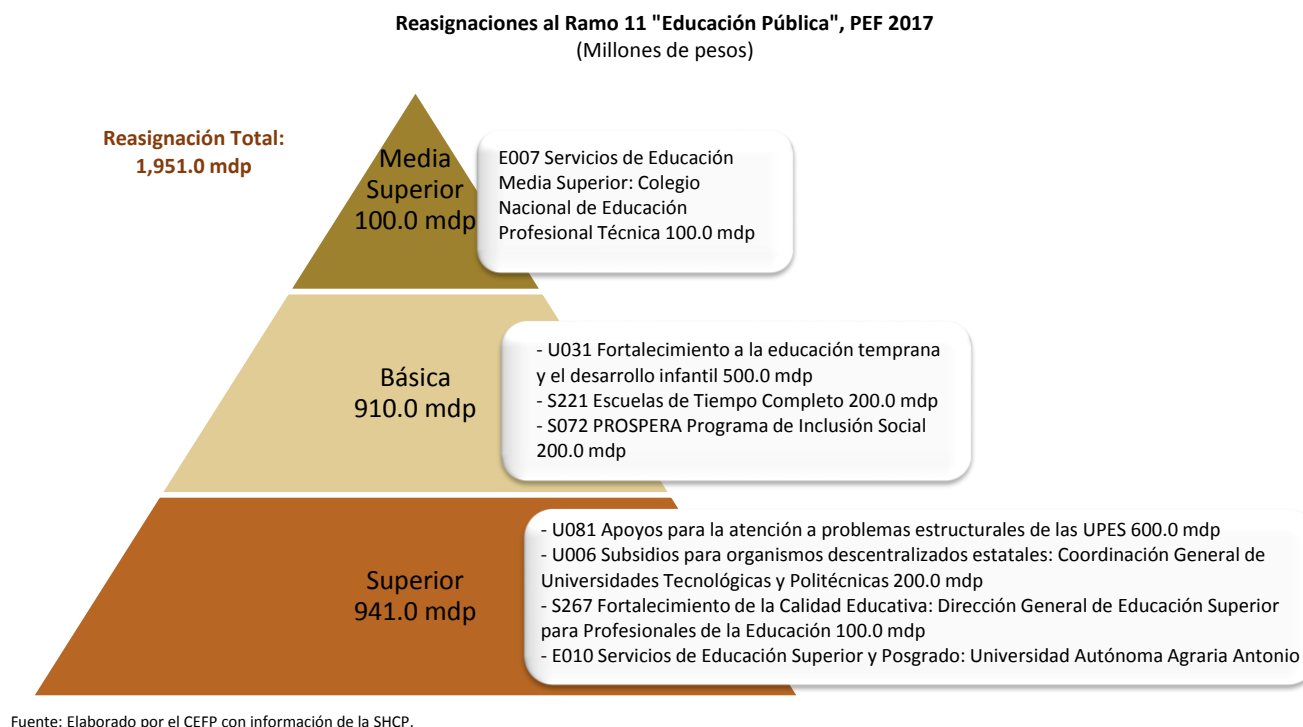 Reasignaciones al Ramo 11 "Educación Pública", PEF 2017
(Millones de pesos)
Reasignación Total:
1,951.0 mdp
Media
Superior
100.0 mdp
E007 Servicios de Educación
Media Superior: Colegio
Nacional de Educación
Profesional Técnica 100.0 mdp
Básica
910.0 mdp
- U031 Fortalecimiento a la educación temprana
y el desarrollo infantil 500.0 mdp
- S221 Escuelas de Tiempo Completo 200.0 mdp
- S072 PROSPERA Programa de Inclusión Social
200.0 mdp
Superior
941.0 mdp
- U081 Apoyos para la atención a problemas estructurales de las UPES 600.0 mdp
- U006 Subsidios para organismos descentralizados estatales: Coordinación General de
Universidades Tecnológicas y Politécnicas 200.0 mdp
- S267 Fortalecimiento de la Calidad Educativa: Dirección General de Educación Superior
para Profesionales de la Educación 100.0 mdp
- E010 Servicios de Educación Superior y Posgrado: Universidad Autónoma Agraria Antonio
Fuente: Elaborado por el CEFP con información de la SHCP.